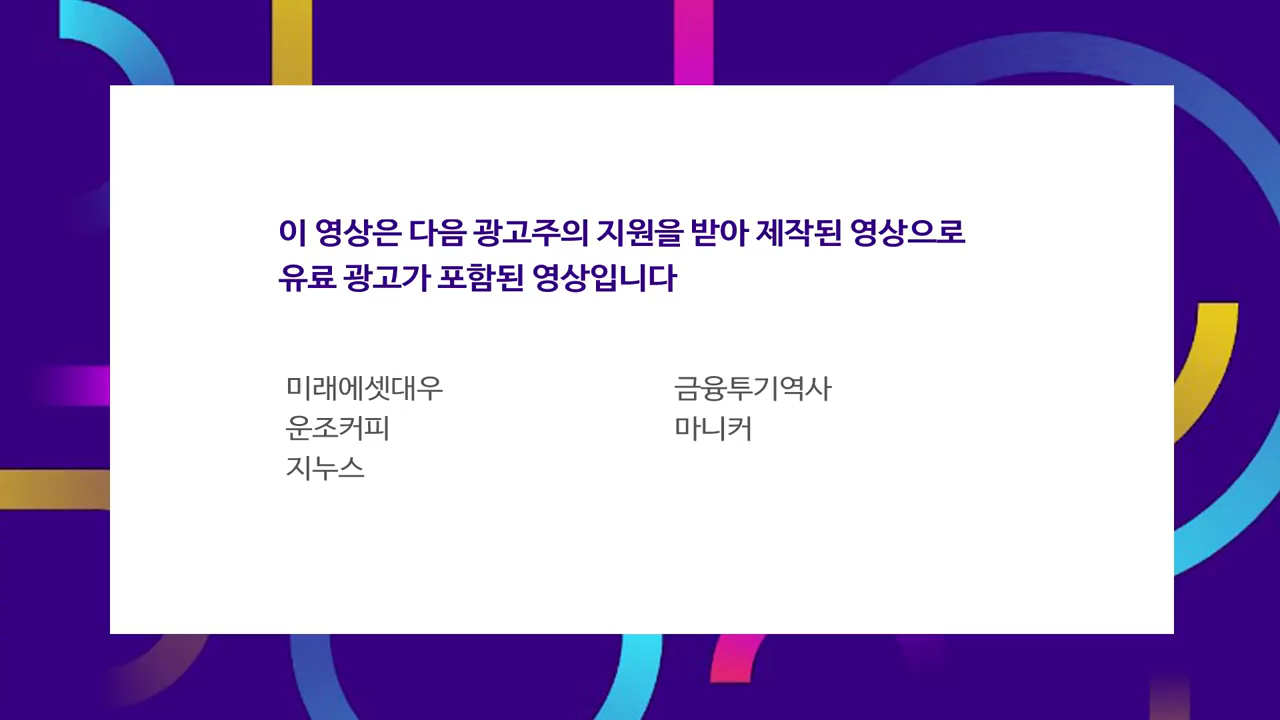 이 영상은 다음 광고주의 지원을 받아 제작된 영상으로
유료 광고가 포함된 영상입니다
미래에셋대우
운조커피
지누스
금융투기역사
마니커